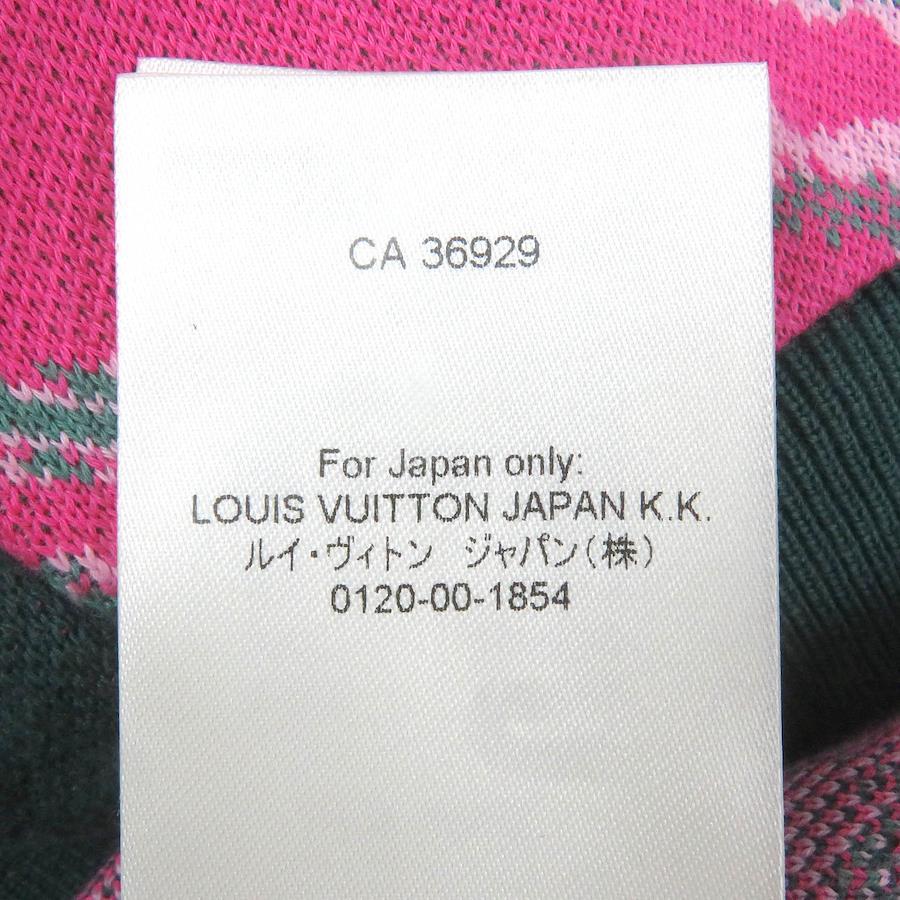 CA 36929
For Japan only:
LOUIS VUITTON JAPAN K.K.
ルイ・ヴィトン　ジャパン(株)
0120-00-1854